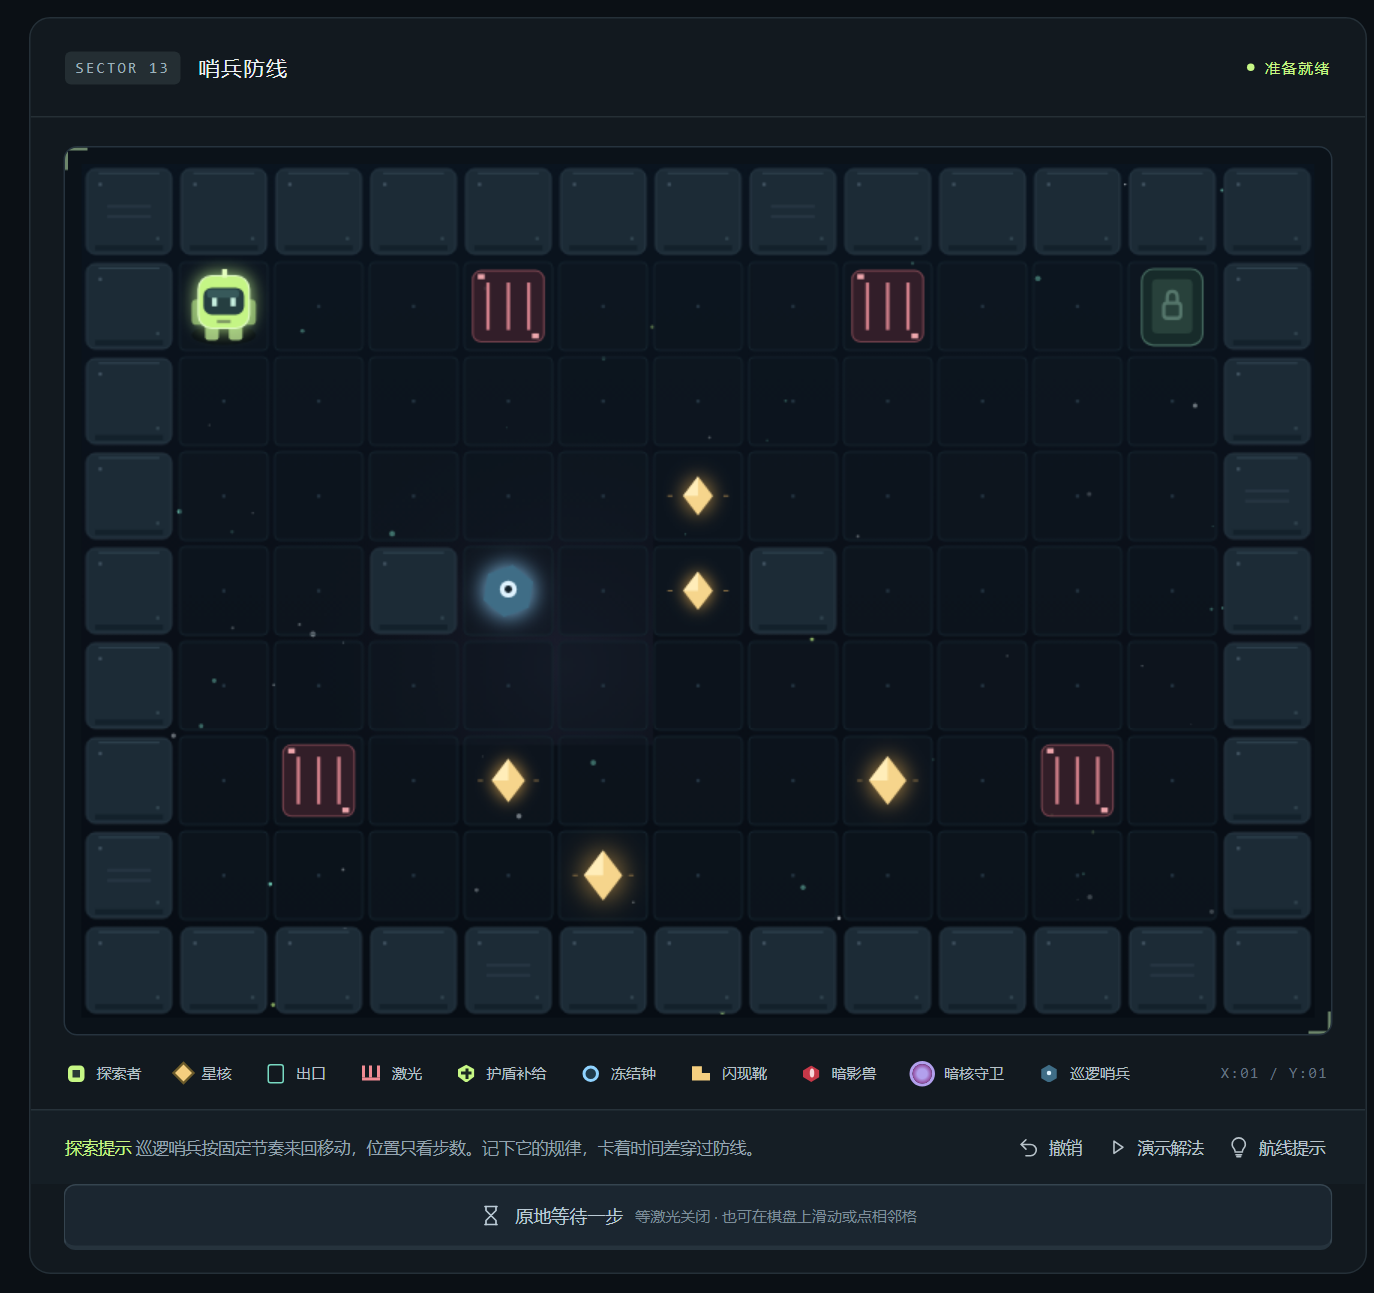 SECTOR 13 哨兵防线
准备就绪
探索者 星核 出口 激光 护盾补给 冻结钟 闪现靴 暗影兽 暗核守卫 巡逻哨兵 X:01 / Y:01
探索提示 巡逻哨兵按固定节奏来回移动，位置只看步数。记下它的规律，卡着时间差穿过防线。
撤销 演示解法 航线提示
原地等待一步 等激光关闭 · 也可在棋盘上滑动或点相邻格